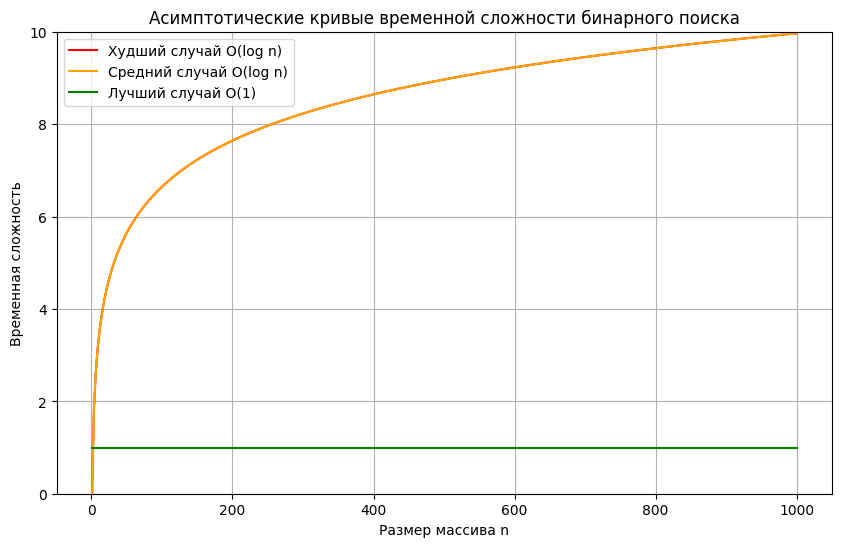 Асимптотические кривые временной сложности бинарного поиска
Худший случай O(log n)
Средний случай O(log n)
Лучший случай O(1)
10
8
6
4
2
0
Временная сложность
0 200 400 600 800 1000
Размер массива n